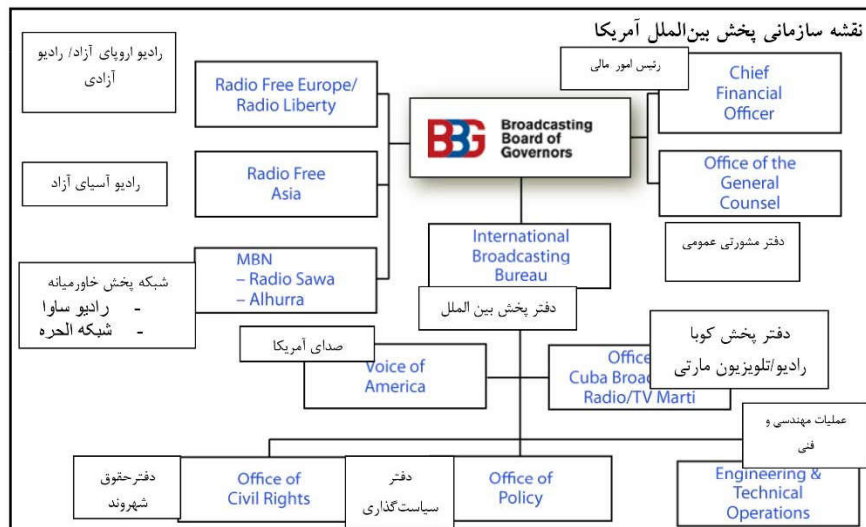 نقشه سازمانی پخش بین‌الملل آمریکا
رادیو اروپای آزاد/ رادیو
آزادی
Radio Free Europe/
Radio Liberty
BBG
Broadcasting
Board of
Governors
رئیس امور مالی
Chief
Financial
Officer
رادیو آسیای آزاد
Radio Free
Asia
Office of the
General
Counsel
دفتر مشورتی عمومی
شبکه پخش خاورمیانه
- رادیو ساوا
- شبکه الحره
MBN
– Radio Sawa
– Alhurra
International
Broadcasting
Bureau
دفتر پخش بین الملل
صدای آمریکا
Voice of
America
دفتر پخش کوبا
رادیو/تلویزیون مارتی
Office
Cuba Broad
Radio/TV Marti
عملیات مهندسی و
فنی
دفترحقوق
شهروند
Office of
Civil Rights
دفتر
سیاست‌گذاری
Office of
Policy
Engineering &
Technical
Operations